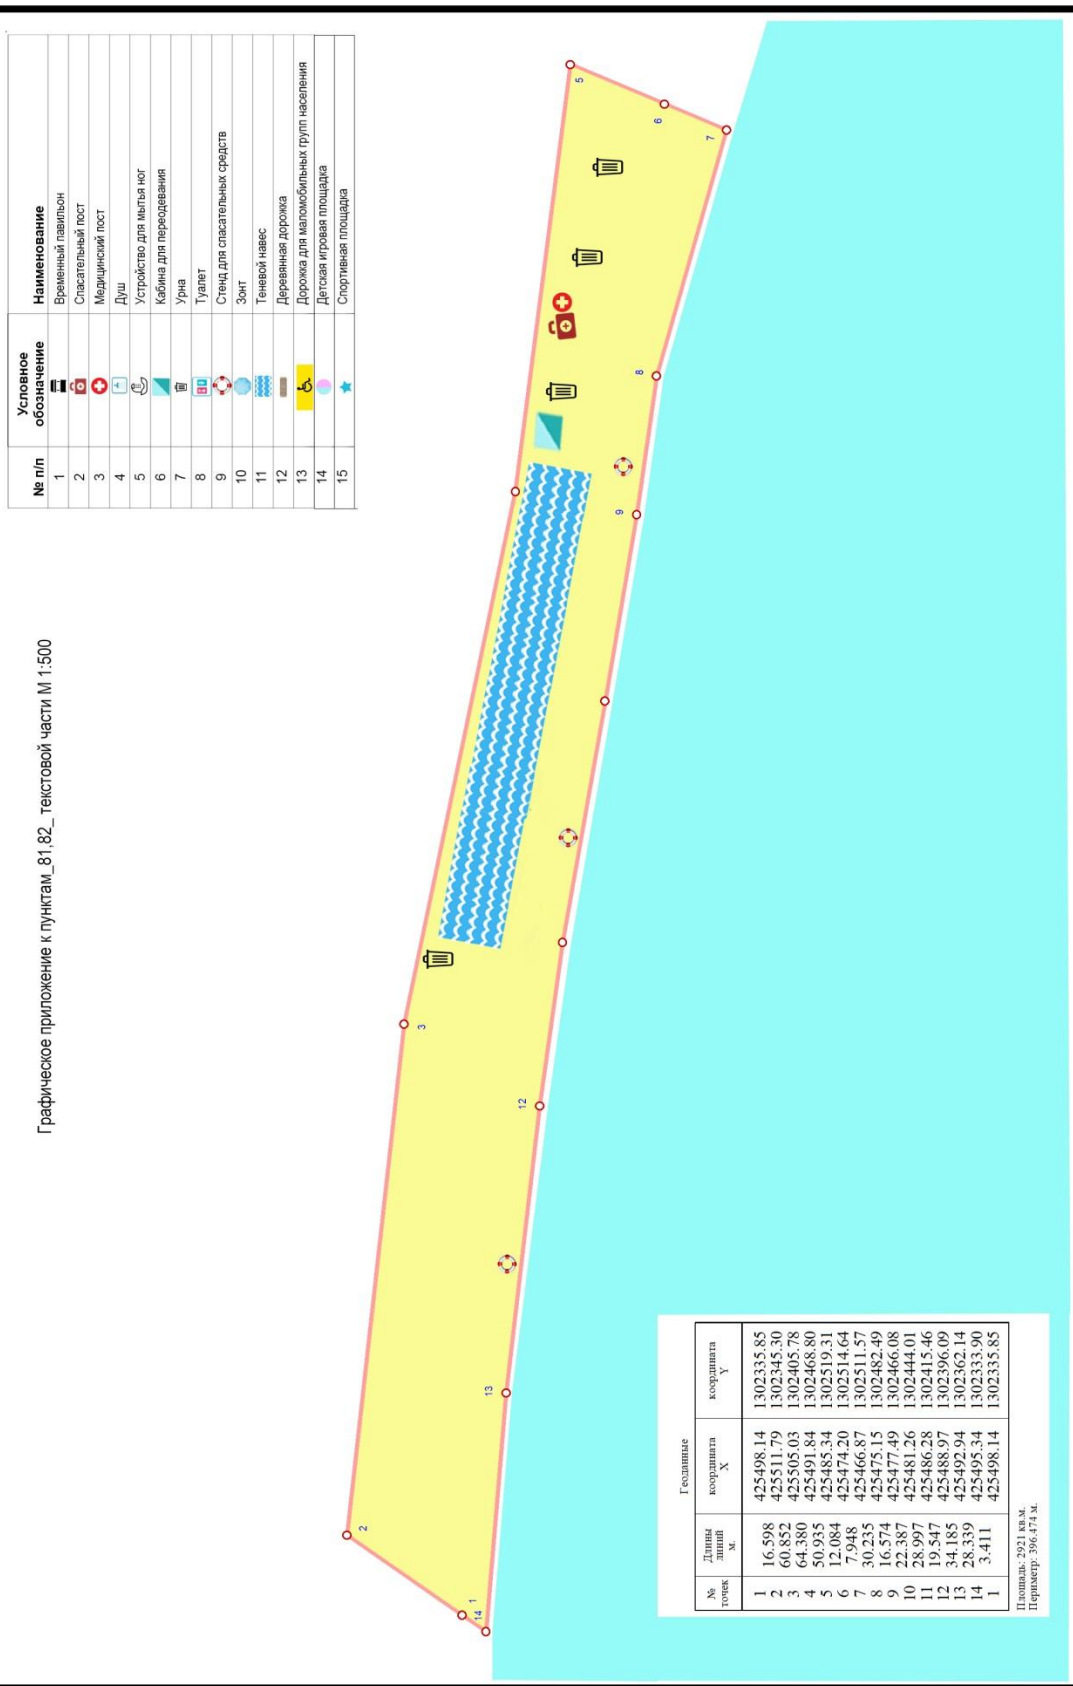 Графическое приложение к пунктам_81,82_ текстовой части М 1:500
№ п/п Условное обозначение Наименование
1 Временный павильон
2 Спасательный пост
3 Медицинский пост
4 Душ
5 Устройство для мытья ног
6 Кабина для переодевания
7 Урна
8 Туалет
9 Стенд для спасательных средств
10 Зонт
11 Теневой навес
12 Деревянная дорожка
13 Дорожка для маломобильных групп населения
14 Детская игровая площадка
15 Спортивная площадка
2
1
14
13
3
12
9
8
5
6
7
Геоданные
№ точек Длины линий м. координата X координата Y
1 16.598 425498.14 1302335.85
2 60.852 425511.79 1302345.30
3 64.380 425505.03 1302405.78
4 50.935 425491.84 1302468.80
5 12.084 425485.34 1302519.31
6 7.948 425474.20 1302514.64
7 30.235 425466.87 1302511.57
8 16.574 425475.15 1302482.49
9 22.387 425477.49 1302466.08
10 28.997 425481.26 1302444.01
11 19.547 425486.28 1302415.46
12 34.185 425488.97 1302396.09
13 28.339 425492.94 1302362.14
14 3.411 425495.34 1302333.90
1 425498.14 1302335.85
Площадь: 2921 кв.м.
Периметр: 396.474 м.